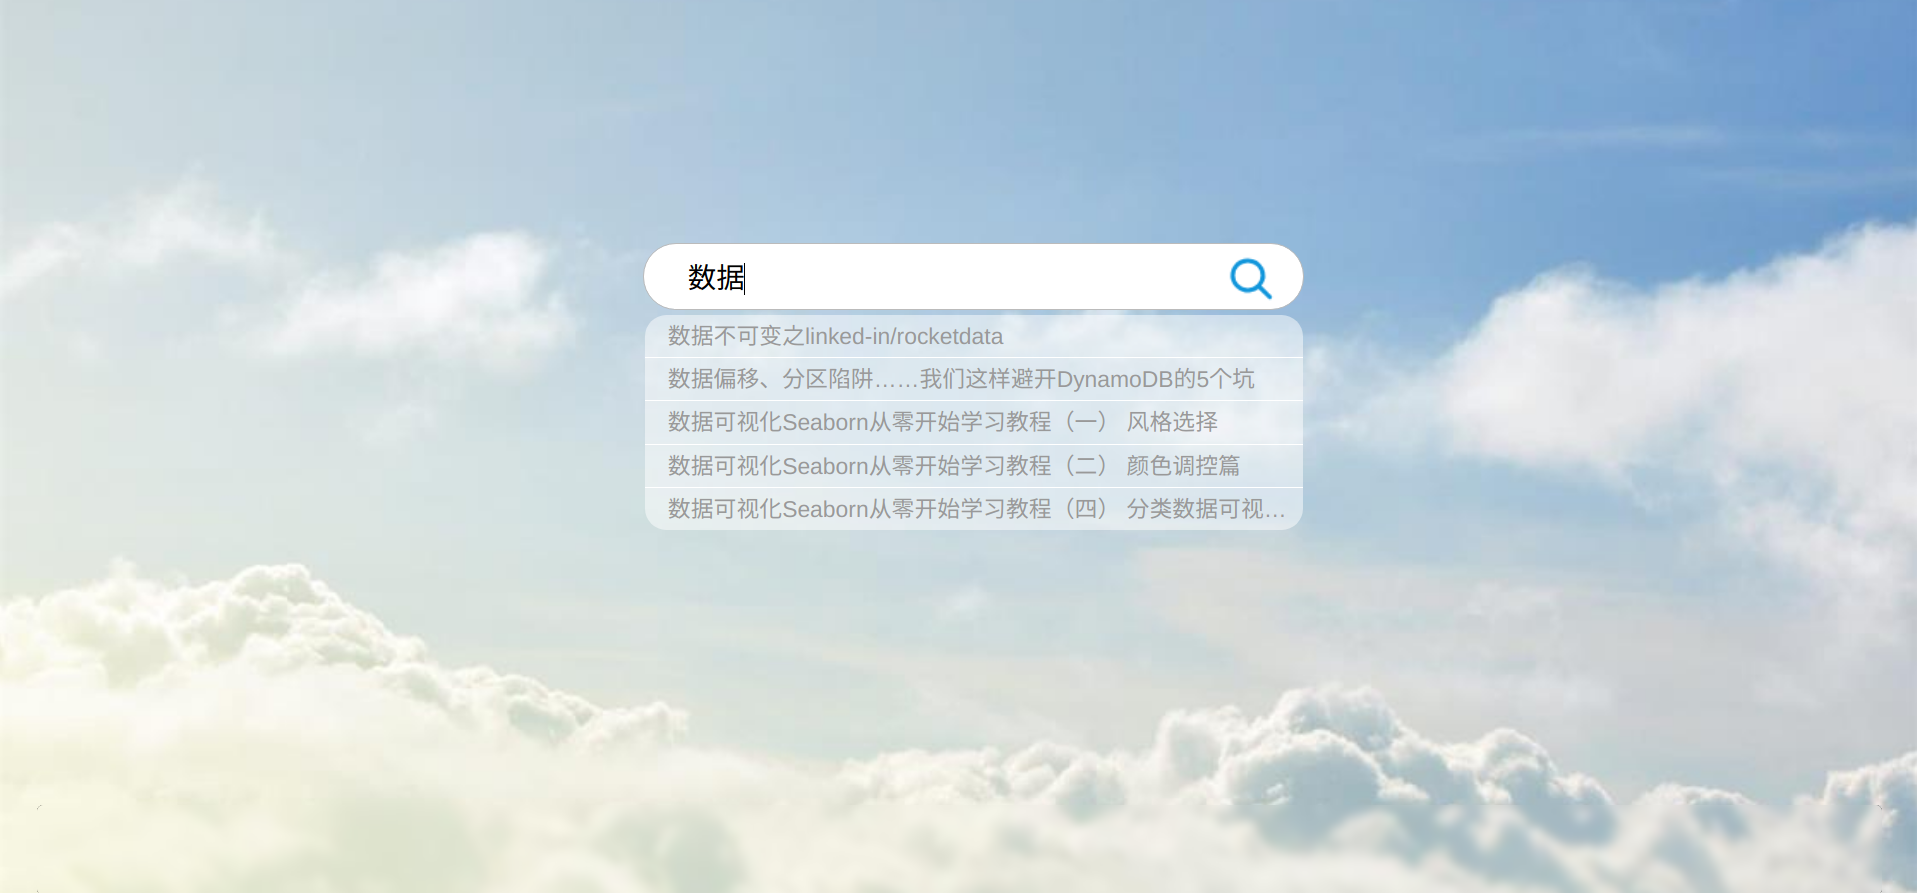 数据
数据不可变之linked-in/rocketdata
数据偏移、分区陷阱……我们这样避开DynamoDB的5个坑
数据可视化Seaborn从零开始学习教程（一） 风格选择
数据可视化Seaborn从零开始学习教程（二） 颜色调控篇
数据可视化Seaborn从零开始学习教程（四） 分类数据可视…